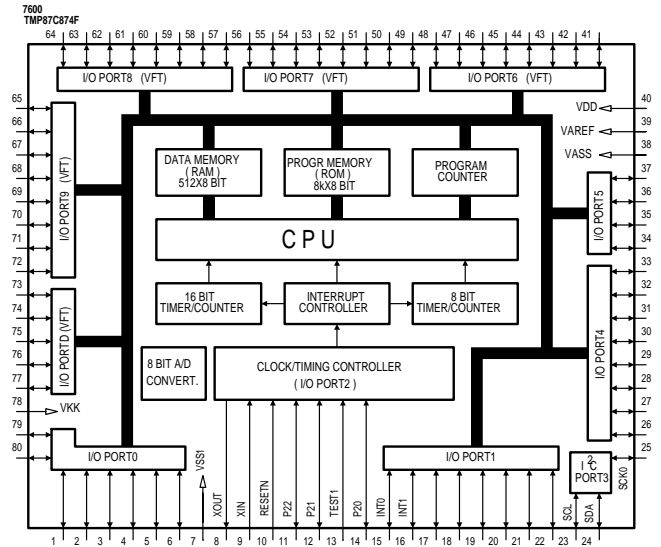 7600
TMP87C874F
64 63 62 61 60 59 58 57 56 55 54 53 52 51 50 49 48 47 46 45 44 43 42 41
I/O PORT8 (VFT)
I/O PORT7 (VFT)
I/O PORT6 (VFT)
65
66
67
68
69
70
71
72
73
74
75
76
77
78
79
80
I/O PORT9 (VFT)
I/O PORTD (VFT)
VKK
VDD
VAREF
VASS
40
39
38
37
36
35
34
33
32
31
30
29
28
27
26
25
I/O PORT5
I/O PORT4
DATA MEMORY
( RAM )
512X8 BIT
PROGR MEMORY
( ROM )
8kX8 BIT
PROGRAM
COUNTER
CPU
16 BIT
TIMER/COUNTER
INTERRUPT
CONTROLLER
8 BIT
TIMER/COUNTER
8 BIT A/D
CONVERT.
CLOCK/TIMING CONTROLLER
( I/O PORT2 )
I/O PORT0
I/O PORT1
I2C
PORT3
VSS1
XOUT
XIN
RESETN
P22
P21
TEST1
P20
INT0
INT1
SCL
SDA
SCK0
1 2 3 4 5 6 7 8 9 10 11 12 13 14 15 16 17 18 19 20 21 22 23 24